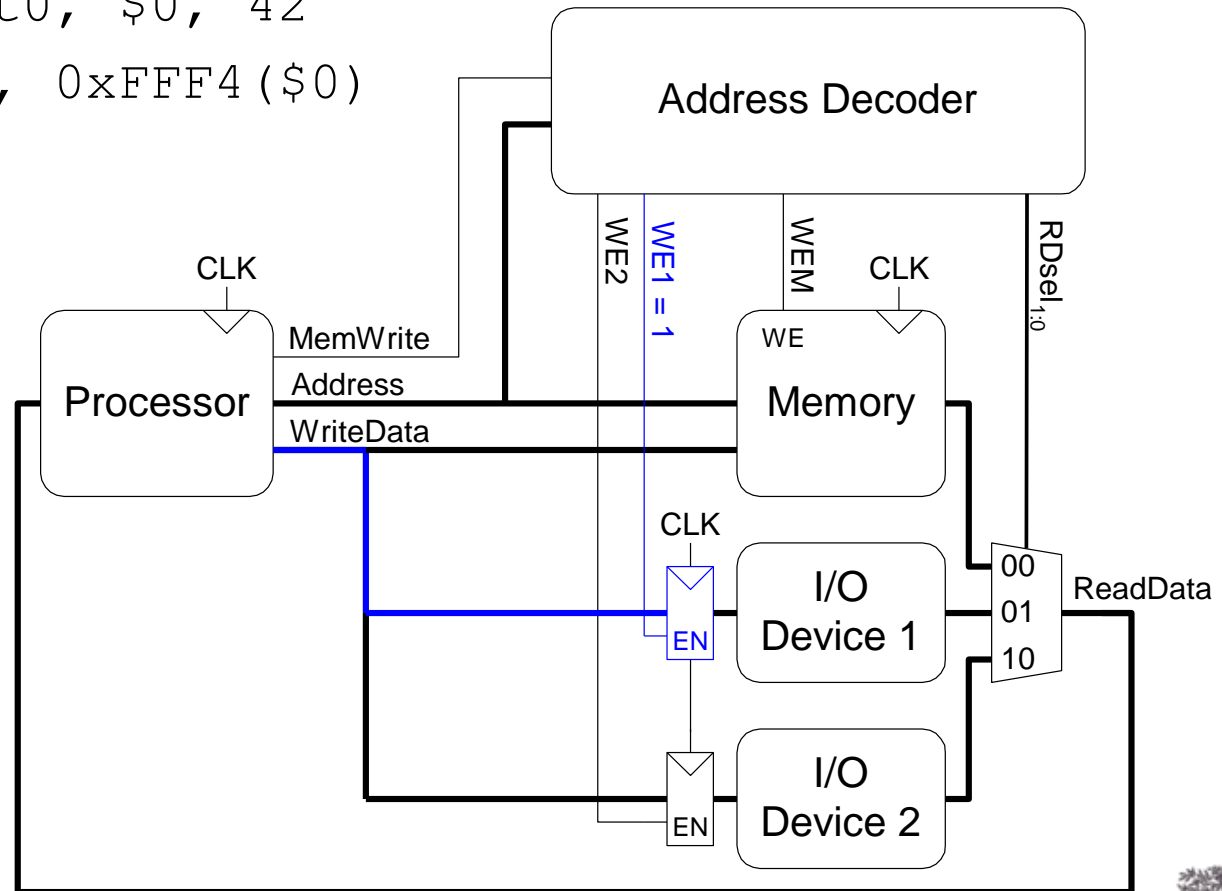 t0, $0, 42
, 0xFFF4($0)
Address Decoder
WE2
WE1 = 1
WEM
RDsel1:0
CLK
CLK
MemWrite
WE
Processor
Address
Memory
WriteData
CLK
00
I/O
Device 1
ReadData
01
EN
10
I/O
Device 2
EN